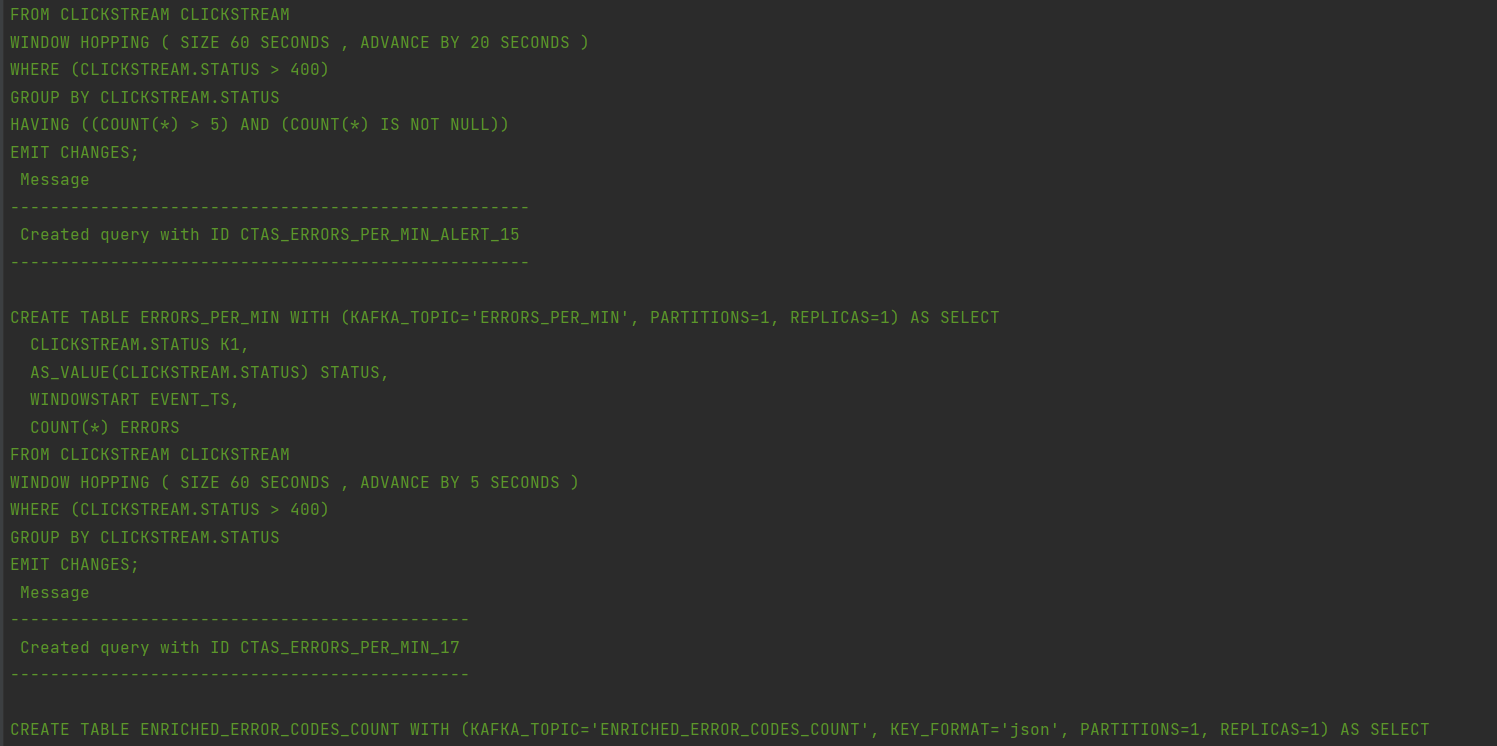 FROM CLICKSTREAM CLICKSTREAM
WINDOW HOPPING ( SIZE 60 SECONDS , ADVANCE BY 20 SECONDS )
WHERE (CLICKSTREAM.STATUS > 400)
GROUP BY CLICKSTREAM.STATUS
HAVING ((COUNT(*) > 5) AND (COUNT(*) IS NOT NULL))
EMIT CHANGES;
 Message
----------------------------------------------------
 Created query with ID CTAS_ERRORS_PER_MIN_ALERT_15
----------------------------------------------------

CREATE TABLE ERRORS_PER_MIN WITH (KAFKA_TOPIC='ERRORS_PER_MIN', PARTITIONS=1, REPLICAS=1) AS SELECT
  CLICKSTREAM.STATUS K1,
  AS_VALUE(CLICKSTREAM.STATUS) STATUS,
  WINDOWSTART EVENT_TS,
  COUNT(*) ERRORS
FROM CLICKSTREAM CLICKSTREAM
WINDOW HOPPING ( SIZE 60 SECONDS , ADVANCE BY 5 SECONDS )
WHERE (CLICKSTREAM.STATUS > 400)
GROUP BY CLICKSTREAM.STATUS
EMIT CHANGES;
 Message
----------------------------------------------
 Created query with ID CTAS_ERRORS_PER_MIN_17
----------------------------------------------

CREATE TABLE ENRICHED_ERROR_CODES_COUNT WITH (KAFKA_TOPIC='ENRICHED_ERROR_CODES_COUNT', KEY_FORMAT='json', PARTITIONS=1, REPLICAS=1) AS SELECT